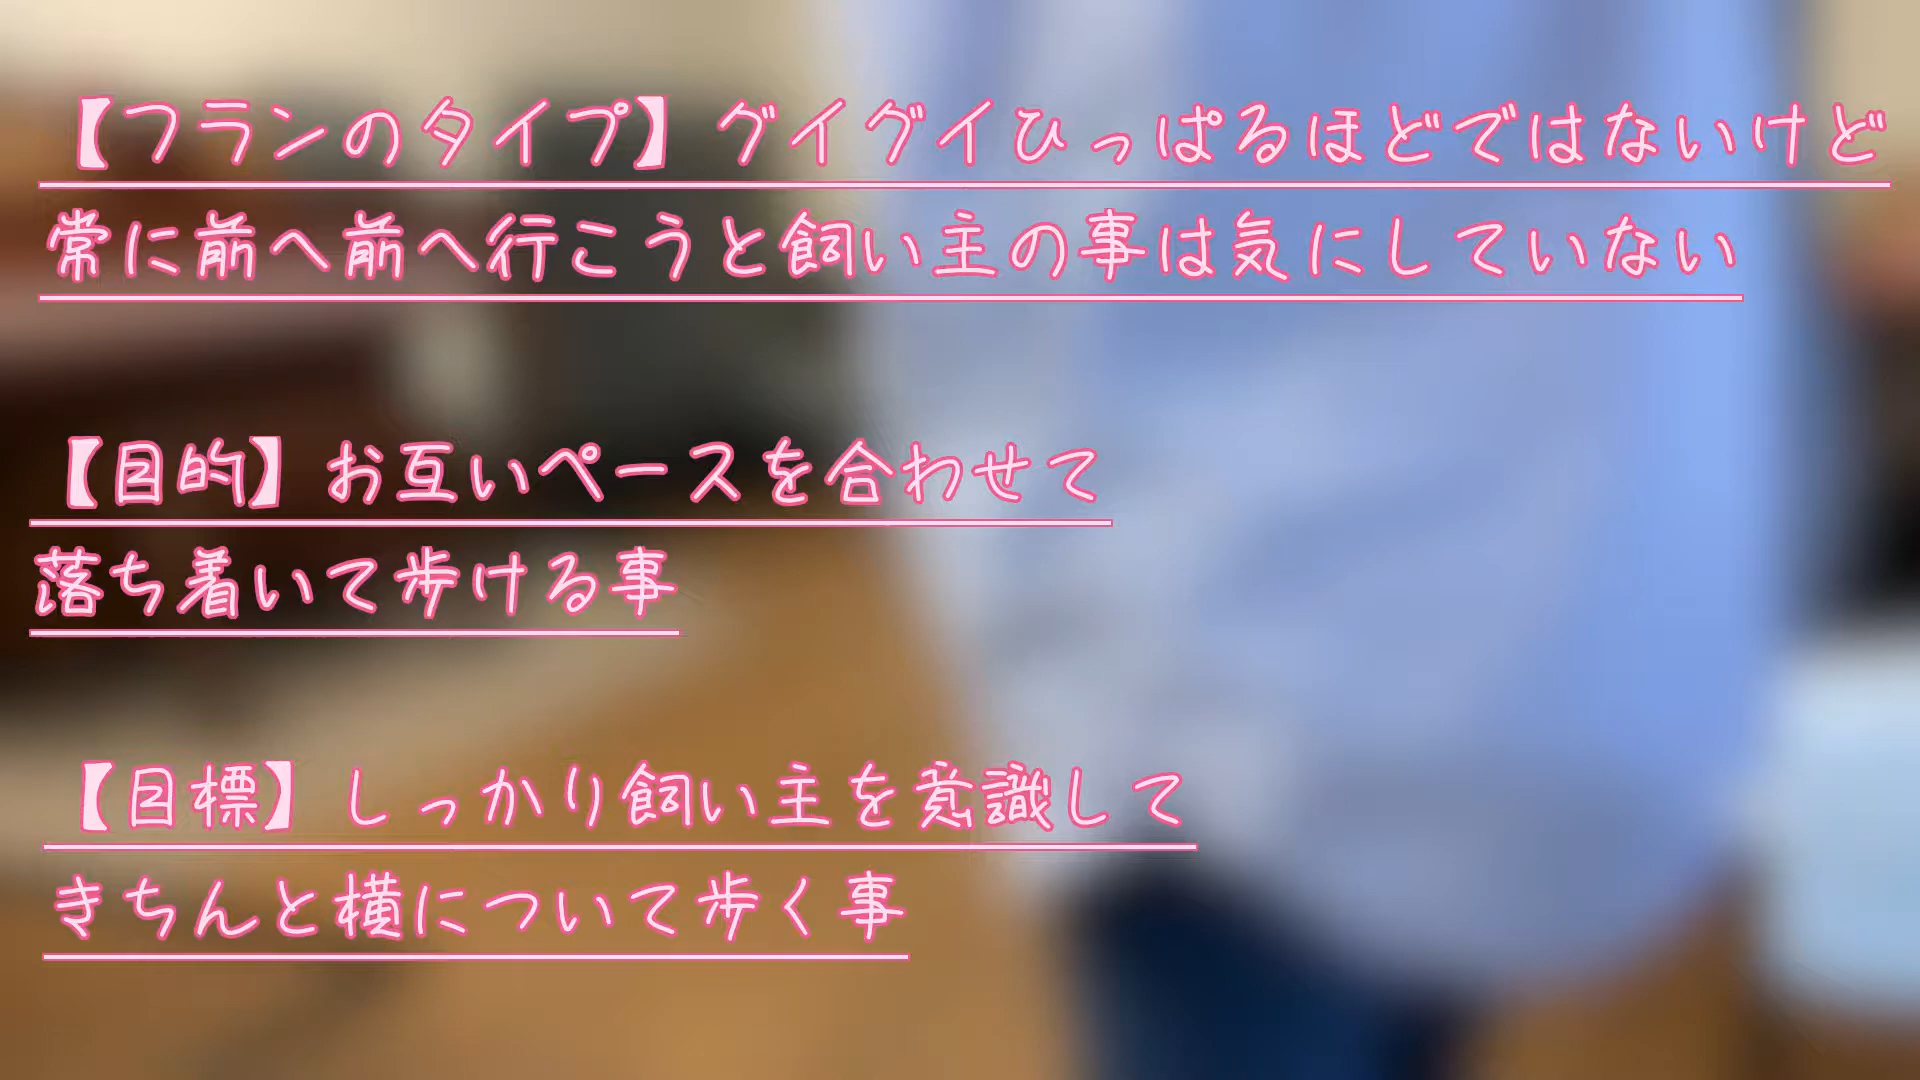 【フランのタイプ】グイグイひっぱるほどではないけど
常に前へ前へ行こうと飼い主の事は気にしていない
【目的】お互いペースを合わせて
落ち着いて歩ける事
【目標】しっかり飼い主を意識して
きちんと横について歩く事